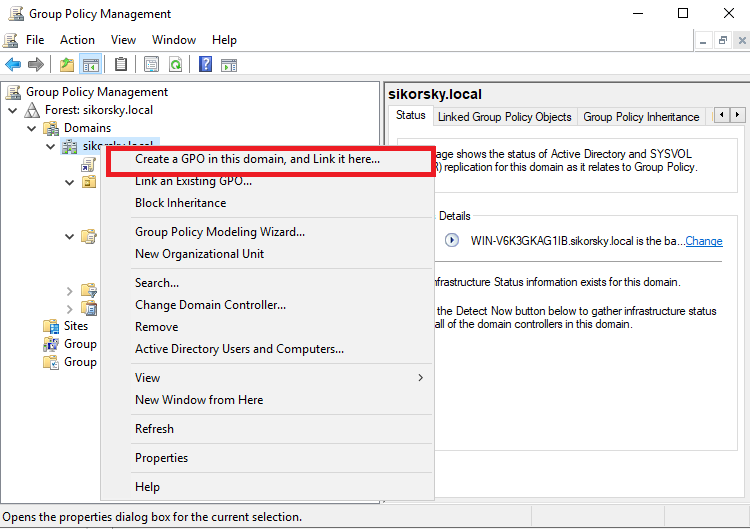 Group Policy Management
File Action View Window Help
Group Policy Management
Forest: sikorsky.local
Domains
sikorsky.local
Sites
Group
Group
Create a GPO in this domain, and Link it here...
Link an Existing GPO...
Block Inheritance
Group Policy Modeling Wizard...
New Organizational Unit
Search...
Change Domain Controller...
Remove
Active Directory Users and Computers...
View
New Window from Here
Refresh
Properties
Help
sikorsky.local
Status Linked Group Policy Objects Group Policy Inheritance
page shows the status of Active Directory and SYSVOL
replication for this domain as it relates to Group Policy.
Details
WIN-V6K3GKAG1IB.sikorsky.local is the ba... Change
frastructure Status information exists for this domain.
the Detect Now button below to gather infrastructure status
all of the domain controllers in this domain.
Opens the properties dialog box for the current selection.